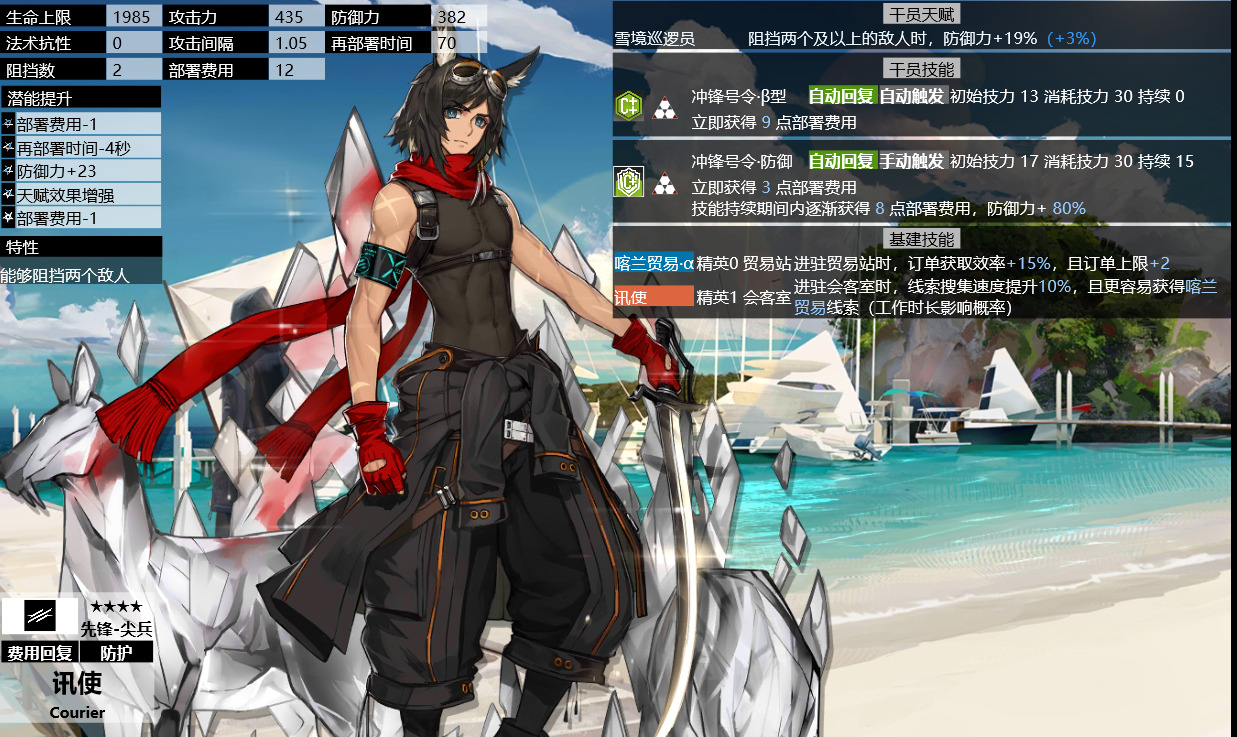 生命上限 1985 攻击力 435 防御力 382
法术抗性 0 攻击间隔 1.05 再部署时间 70
阻挡数 2 部署费用 12
潜能提升
部署费用-1
再部署时间-4秒
防御力+23
天赋效果增强
部署费用-1
特性
能够阻挡两个敌人
干员天赋
雪境巡逻员 阻挡两个及以上的敌人时，防御力+19%（+3%）
干员技能
冲锋号令·β型 自动回复 自动触发 初始技力 13 消耗技力 30 持续 0
立即获得 9 点部署费用
冲锋号令·防御 自动回复 手动触发 初始技力 17 消耗技力 30 持续 15
立即获得 3 点部署费用
技能持续期间内逐渐获得 8 点部署费用，防御力+ 80%
基建技能
喀兰贸易·α 精英0 贸易站 进驻贸易站时，订单获取效率+15%，且订单上限+2
讯使 精英1 会客室 进驻会客室时，线索搜集速度提升10%，且更容易获得喀兰
贸易线索（工作时长影响概率）
★★★★
先锋-尖兵
费用回复 防护
讯使
Courier